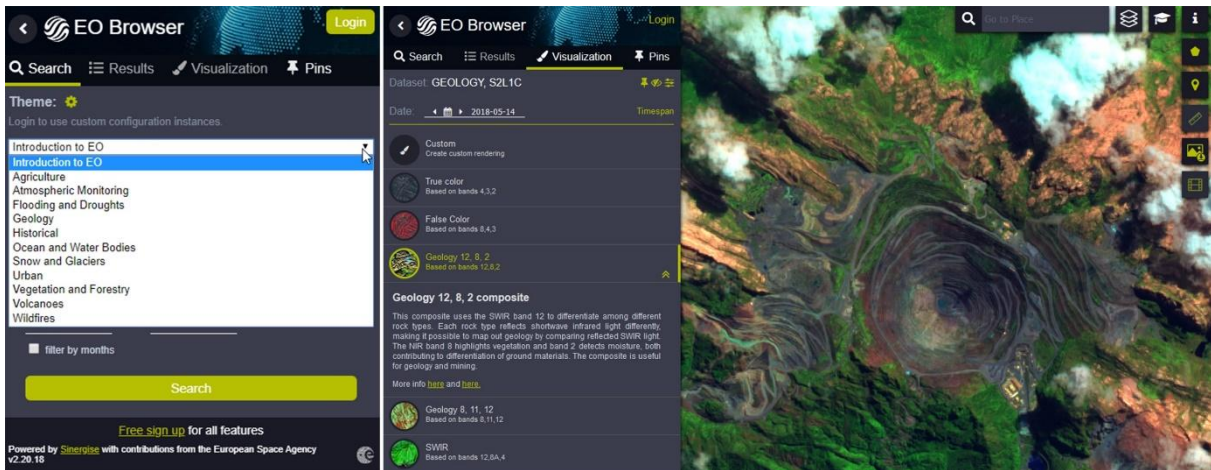 EO Browser
Login
Search Results Visualization Pins
Theme:
Login to use custom configuration instances.
Introduction to EO
Introduction to EO
Agriculture
Atmospheric Monitoring
Flooding and Droughts
Geology
Historical
Ocean and Water Bodies
Snow and Glaciers
Urban
Vegetation and Forestry
Volcanoes
Wildfires
filter by months
Search
Free sign up for all features
Powered by Sinergise with contributions from the European Space Agency
v2.20.18
EO Browser
Login
Search Results Visualization Pins
Dataset: GEOLOGY, S2L1C
Date: 2018-05-14 Timespan
Custom
Create custom rendering
True color
Based on bands 4,3,2
False Color
Based on bands 8,4,3
Geology 12, 8, 2
Based on bands 12,8,2
Geology 12, 8, 2 composite
This composite uses the SWIR band 12 to differentiate among different
rock types. Each rock type reflects shortwave infrared light differently,
making it possible to map out geology by comparing reflected SWIR light.
The NIR band 8 highlights vegetation and band 2 detects moisture, both
contributing to differentiation of ground materials. The composite is useful
for geology and mining.
More info here and here.
Geology 8, 11, 12
Based on bands 8,11,12
SWIR
Based on bands 12,8A,4
Go to Place